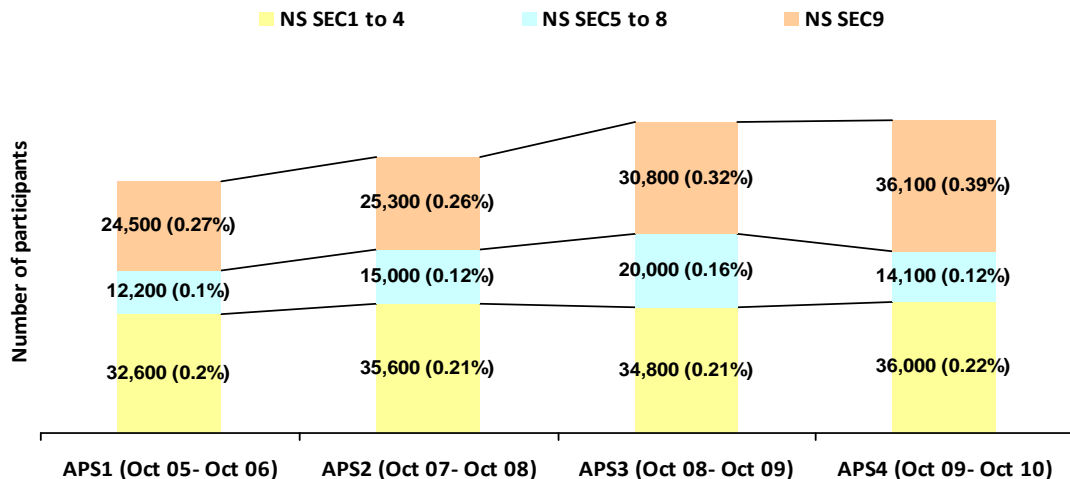 NS SEC1 to 4 NS SEC5 to 8 NS SEC9
Number of participants
24,500 (0.27%) 25,300 (0.26%) 30,800 (0.32%) 36,100 (0.39%)
12,200 (0.1%) 15,000 (0.12%) 20,000 (0.16%) 14,100 (0.12%)
32,600 (0.2%) 35,600 (0.21%) 34,800 (0.21%) 36,000 (0.22%)
APS1 (Oct 05- Oct 06) APS2 (Oct 07- Oct 08) APS3 (Oct 08- Oct 09) APS4 (Oct 09- Oct 10)